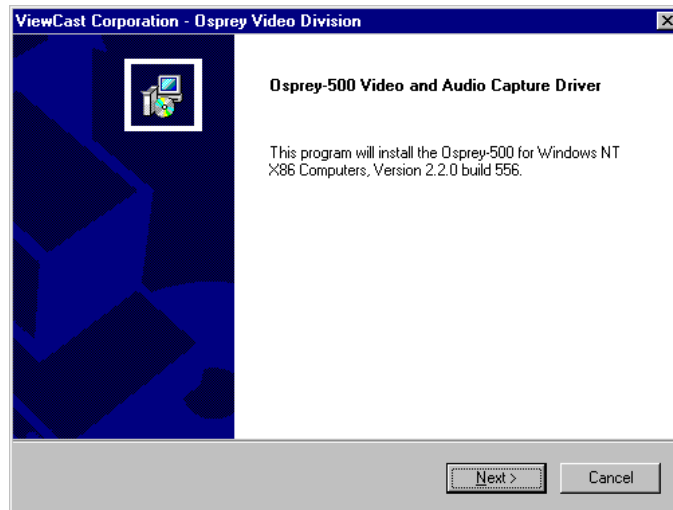 ViewCast Corporation - Osprey Video Division
Osprey-500 Video and Audio Capture Driver
This program will install the Osprey-500 for Windows NT
X86 Computers, Version 2.2.0 build 556.
Next >
Cancel